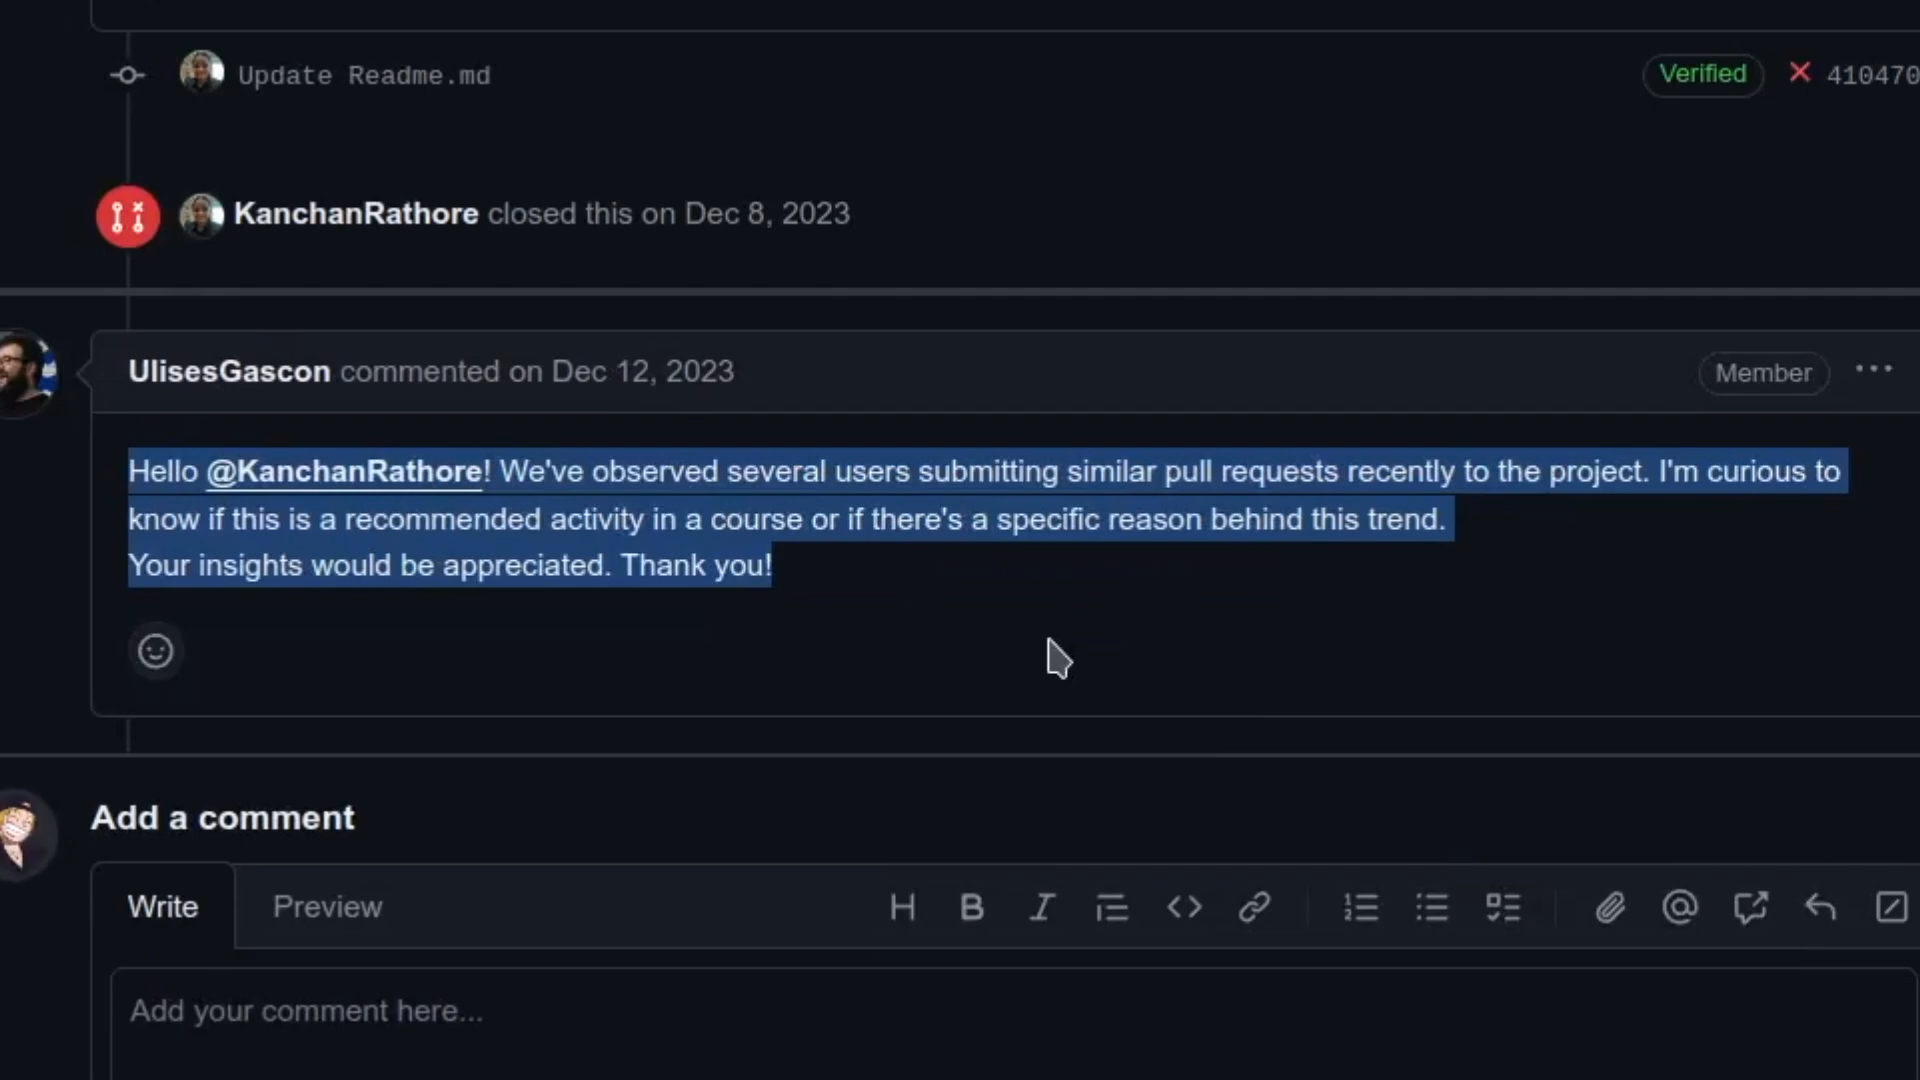 Update Readme.md
Verified
410470
KanchanRathore closed this on Dec 8, 2023
UlisesGascon commented on Dec 12, 2023
Member
Hello @KanchanRathore! We've observed several users submitting similar pull requests recently to the project. I'm curious to
know if this is a recommended activity in a course or if there's a specific reason behind this trend.
Your insights would be appreciated. Thank you!
Add a comment
Write
Preview
Add your comment here...